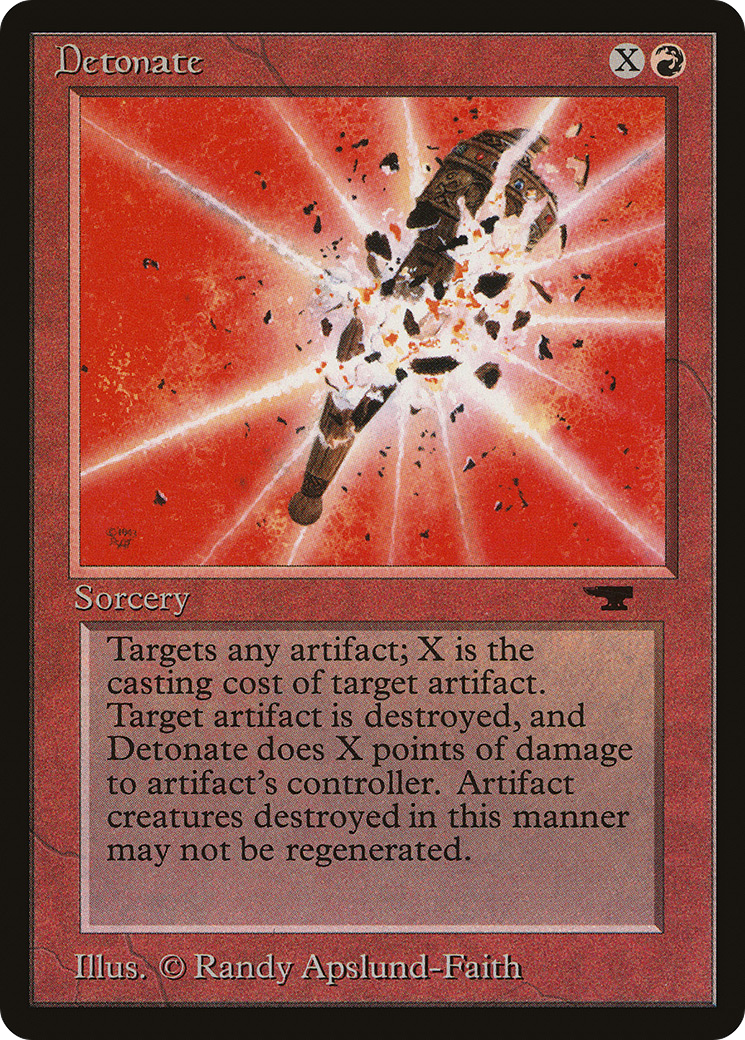 Detonate X
Sorcery
Targets any artifact; X is the
casting cost of target artifact.
Target artifact is destroyed, and
Detonate does X points of damage
to artifact's controller. Artifact
creatures destroyed in this manner
may not be regenerated.
Illus. © Randy Apslund-Faith